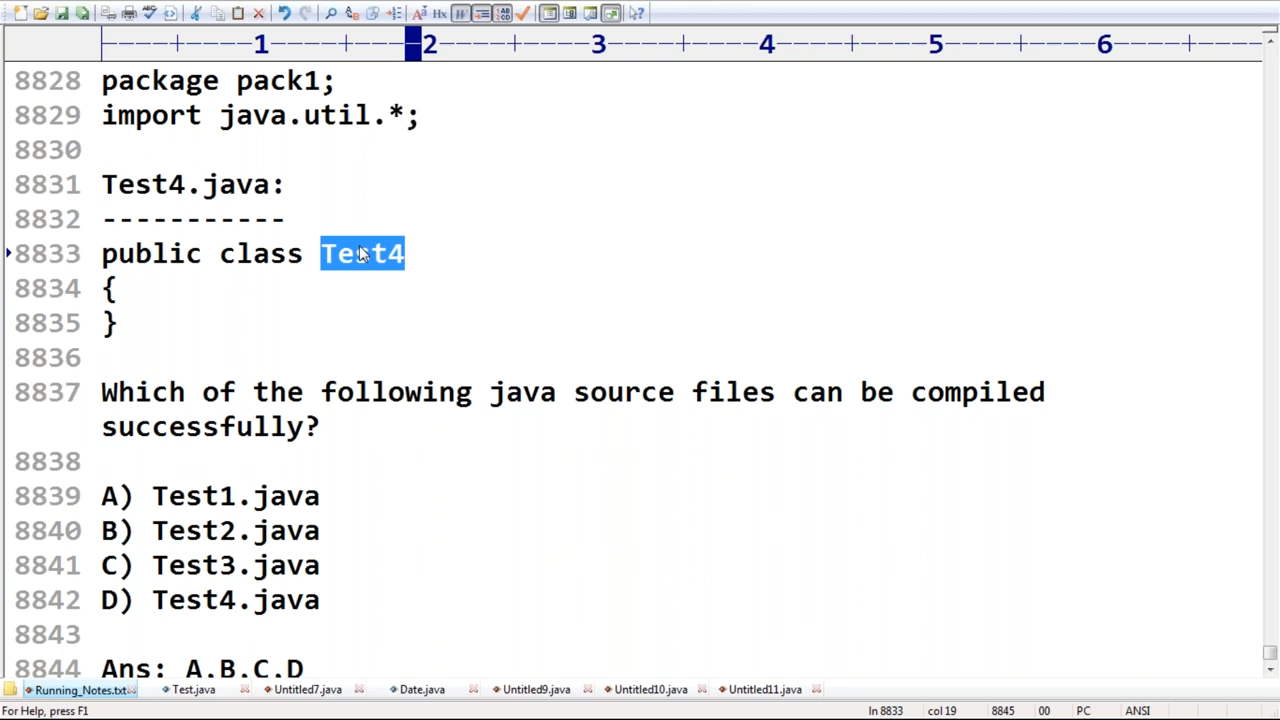 1 2 3 4 5 6
8828 package pack1;
8829 import java.util.*;
8830
8831 Test4.java:
8832 -----------
8833 public class Test4
8834 {
8835 }
8836
8837 Which of the following java source files can be compiled
successfully?
8838
8839 A) Test1.java
8840 B) Test2.java
8841 C) Test3.java
8842 D) Test4.java
8843
8844 Ans: A,B,C,D
Running_Notes.txt Test.java Untitled7.java Date.java Untitled9.java Untitled10.java Untitled11.java
For Help, press F1 ln 8833 col 19 8845 00 PC ANSI